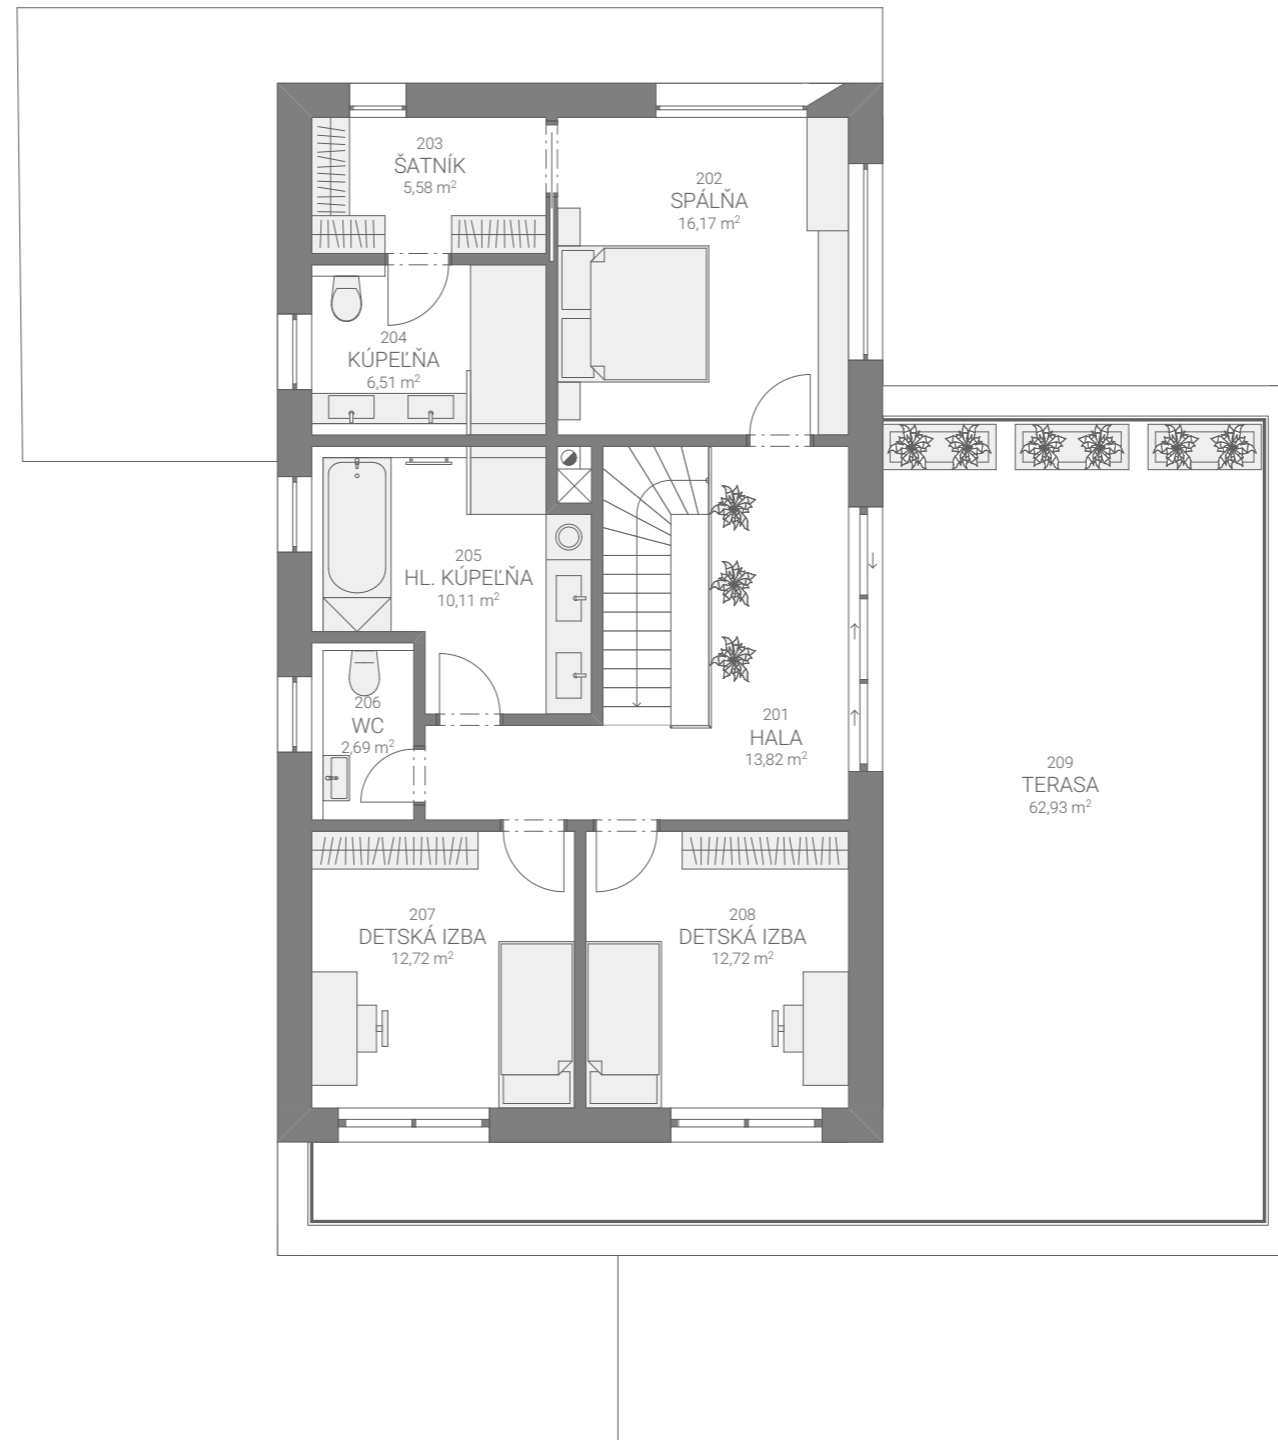 203
ŠATNÍK
5,58 m²
202
SPÁLŇA
16,17 m²
204
KÚPEĽŇA
6,51 m²
205
HL. KÚPEĽŇA
10,11 m²
206
WC
2,69 m²
201
HALA
13,82 m²
209
TERASA
62,93 m²
207
DETSKÁ IZBA
12,72 m²
208
DETSKÁ IZBA
12,72 m²